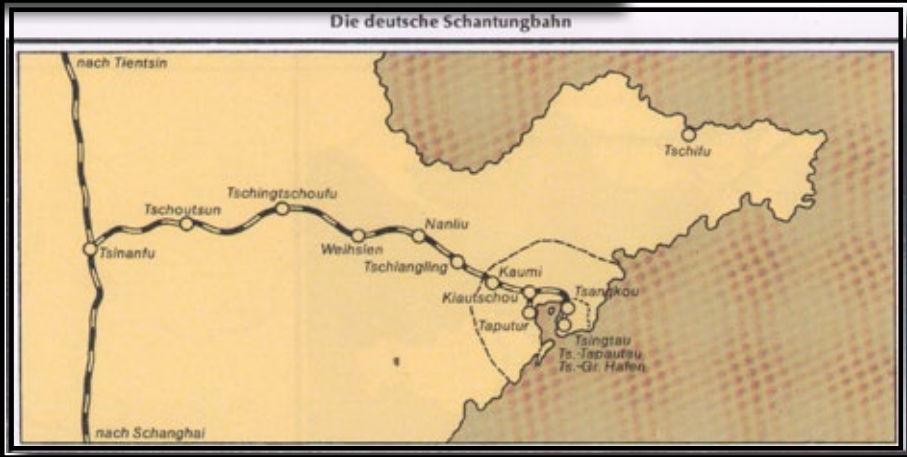 Die deutsche Schantungbahn
nach Tientsin
Tschifu
Tschingtschoufu
Tschoutsun
Nanliu
Tsinanfu
Weihsien
Tschlangling
Kaumi
Kiautschou
Tsangkou
Taputur
Tsingtau
Ts.-Tapautau
Ts.-Gr. Hafen
nach Schanghai